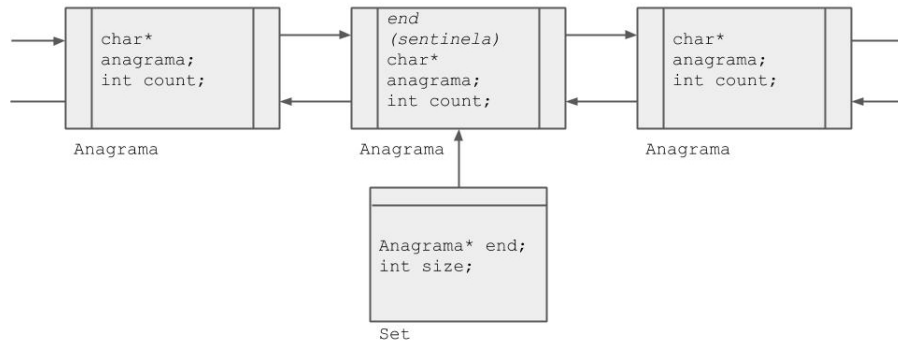 char*
anagrama;
int count;
Anagrama
end
(sentinela)
char*
anagrama;
int count;
Anagrama
char*
anagrama;
int count;
Anagrama
Anagrama* end;
int size;
Set